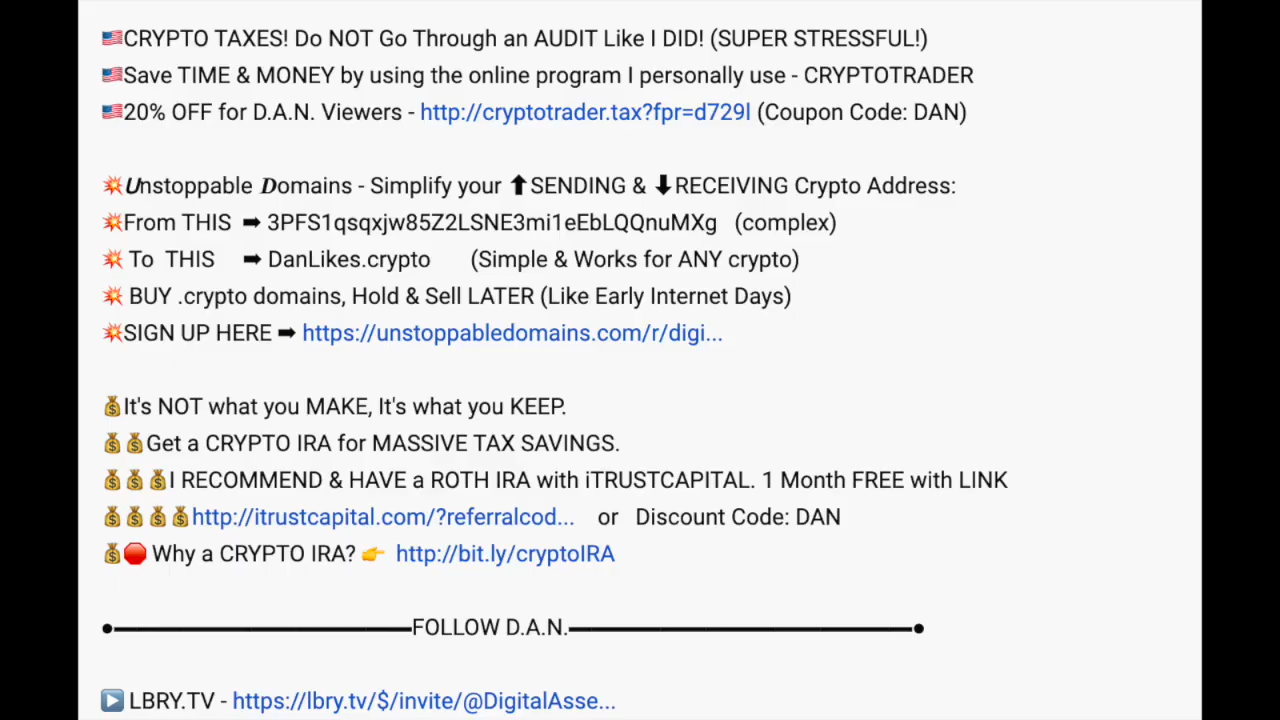 🇺🇸CRYPTO TAXES! Do NOT Go Through an AUDIT Like I DID! (SUPER STRESSFUL!)
🇺🇸Save TIME & MONEY by using the online program I personally use - CRYPTOTRADER
🇺🇸20% OFF for D.A.N. Viewers - http://cryptotrader.tax?fpr=d729l (Coupon Code: DAN)
💥𝑼nstoppable 𝑫omains - Simplify your ⬆SENDING & ⬇RECEIVING Crypto Address:
💥From THIS ➡ 3PFS1qsqxjw85Z2LSNE3mi1eEbLQQnuMXg (complex)
💥 To THIS ➡ DanLikes.crypto (Simple & Works for ANY crypto)
💥 BUY .crypto domains, Hold & Sell LATER (Like Early Internet Days)
💥SIGN UP HERE ➡ https://unstoppabledomains.com/r/digi...
💰It's NOT what you MAKE, It's what you KEEP.
💰💰Get a CRYPTO IRA for MASSIVE TAX SAVINGS.
💰💰💰I RECOMMEND & HAVE a ROTH IRA with iTRUSTCAPITAL. 1 Month FREE with LINK
💰💰💰💰http://itrustcapital.com/?referralcod... or Discount Code: DAN
💰🛑 Why a CRYPTO IRA? 👉 http://bit.ly/cryptoIRA
●▬▬▬▬▬▬▬▬▬▬▬▬▬FOLLOW D.A.N.▬▬▬▬▬▬▬▬▬▬▬▬▬▬▬●
▶️ LBRY.TV - https://lbry.tv/$/invite/@DigitalAsse...